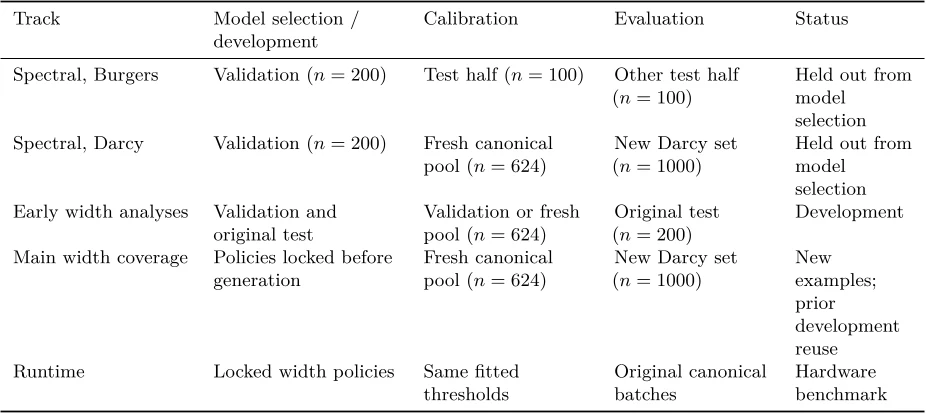 Track Model selection / Calibration Evaluation Status
development
Spectral, Burgers Validation (n = 200) Test half (n = 100) Other test half Held out from
(n = 100) model
selection
Spectral, Darcy Validation (n = 200) Fresh canonical New Darcy set Held out from
pool (n = 624) (n = 1000) model
selection
Early width analyses Validation and Validation or fresh Original test Development
original test pool (n = 624) (n = 200)
Main width coverage Policies locked before Fresh canonical New Darcy set New
generation pool (n = 624) (n = 1000) examples;
prior
development
reuse
Runtime Locked width policies Same fitted Original canonical Hardware
thresholds batches benchmark